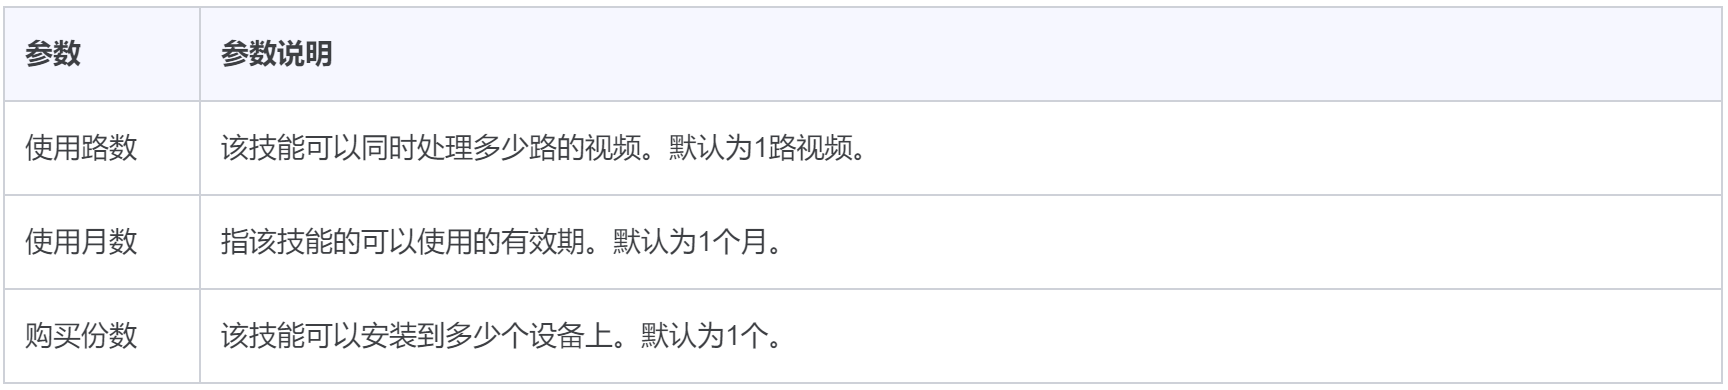 参数 参数说明
使用路数 该技能可以同时处理多少路的视频。默认为1路视频。
使用月数 指该技能的可以使用的有效期。默认为1个月。
购买份数 该技能可以安装到多少个设备上。默认为1个。